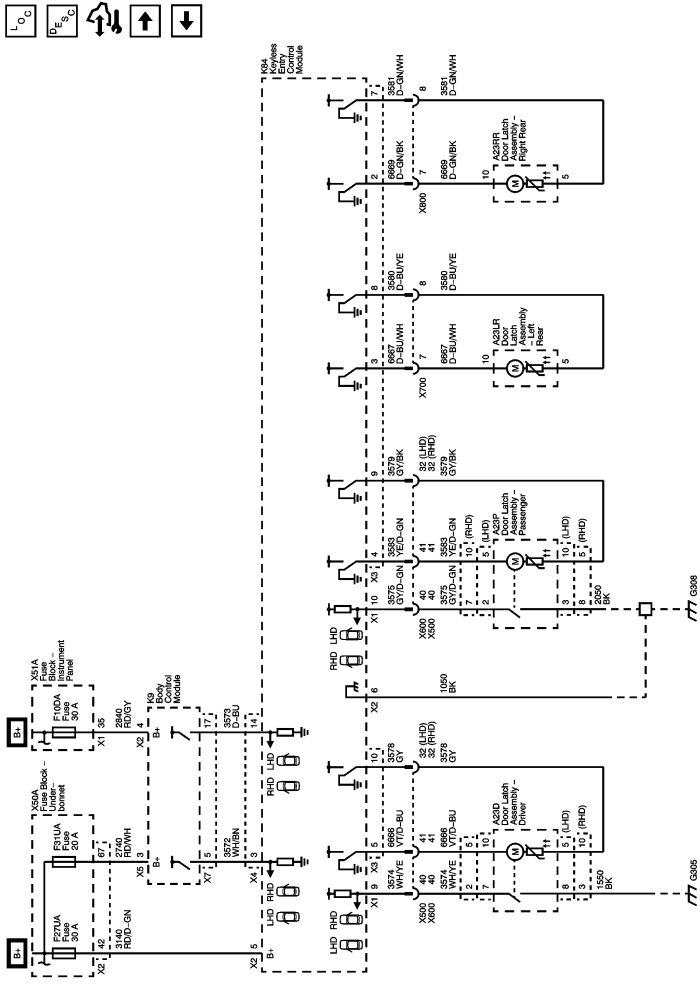 LOC
DESC
B+
B+
X50A
Fuse Block –
Under–
bonnet
F27UA
Fuse
30 A
F31UA
Fuse
20 A
X51A
Fuse
Block –
Instrument
Panel
F10DA
Fuse
30 A
42
X2
67
35
X1
3140
RD/D–GN
2740
RD/WH
2840
RD/GY
3
X5
4
X2
K9
Body
Control
Module
B+
B+
5
X7
17
3572
WH/BN
3573
D–BU
5
X2
3
X4
14
B+
LHD
RHD
RHD
LHD
K84
Keyless
Entry
Control
Module
LHD
RHD
RHD
LHD
9
X1
5
X3
10
6
X2
10
X1
4
X3
9
3
8
2
7
3574
WH/YE
6666
VT/D–BU
3578
GY
1050
BK
3575
GY/D–GN
3583
YE/D–GN
3579
GY/BK
6667
D–BU/WH
3580
D–BU/YE
6669
D–GN/BK
3581
D–GN/WH
40
40
X500
X600
41
41
32 (LHD)
32 (RHD)
40
40
X600
X500
41
41
32 (LHD)
32 (RHD)
7
X700
8
7
X800
8
3574
WH/YE
6666
VT/D–BU
3578
GY
3575
GY/D–GN
3583
YE/D–GN
3579
GY/BK
6667
D–BU/WH
3580
D–BU/YE
6669
D–GN/BK
3581
D–GN/WH
2
5
(LHD)
7
10
(RHD)
A23D
Door Latch
Assembly –
Driver
M
8
5
(LHD)
3
10
(RHD)
1550
BK
G305
7
10
(RHD)
2
5
(LHD)
A23P
Door Latch
Assembly –
Passenger
M
3
10
(LHD)
8
5
(RHD)
2050
BK
G308
10
A23LR
Door
Latch
Assembly
– Left
Rear
M
5
10
A23RR
Door Latch
Assembly –
Right Rear
M
5